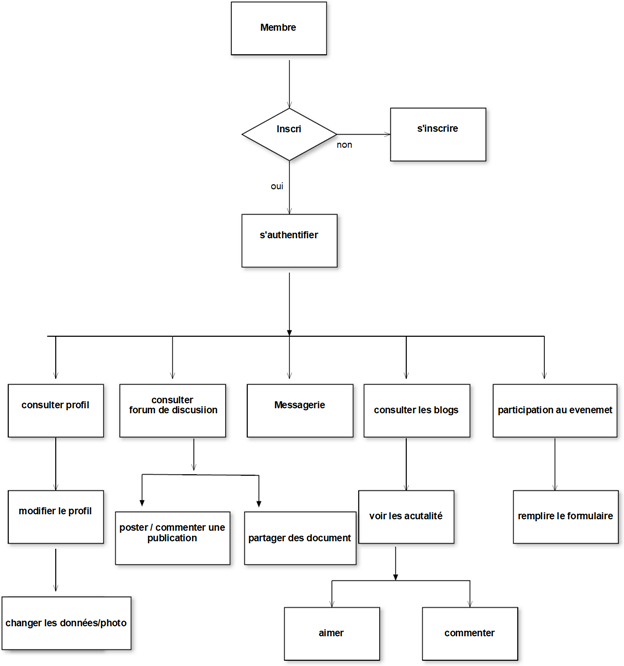 Membre
Inscri
s'inscrire
non
oui
s'authentifier
consulter profil
consulter
forum de discusiion
Messagerie
consulter les blogs
participation au evenemet
modifier le profil
poster / commenter une
publication
partager des document
voir les acutalité
remplire le formulaire
changer les données/photo
aimer
commenter